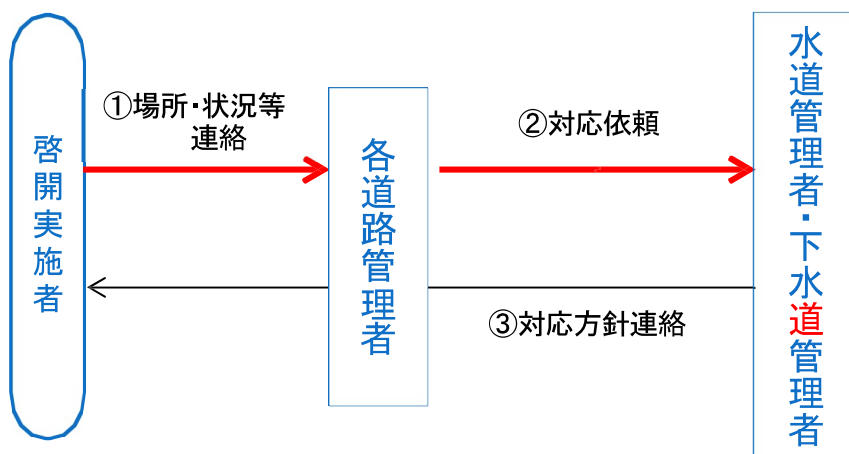 啓開実施者
①場所・状況等
連絡
各道路管理者
②対応依頼
③対応方針連絡
水道管理者・下水道管理者